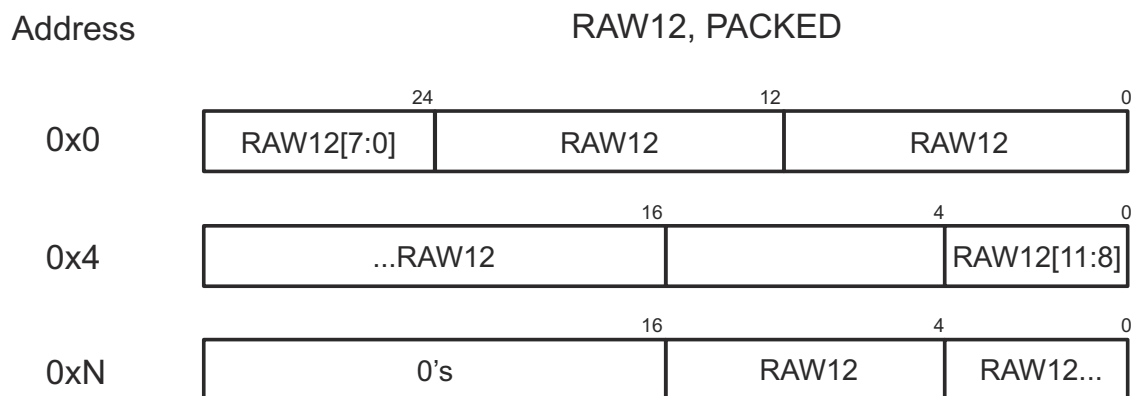 Address RAW12, PACKED
24 12 0
0x0 RAW12[7:0] RAW12 RAW12
16 4 0
0x4 ...RAW12 RAW12[11:8]
16 4 0
0xN 0’s RAW12 RAW12...